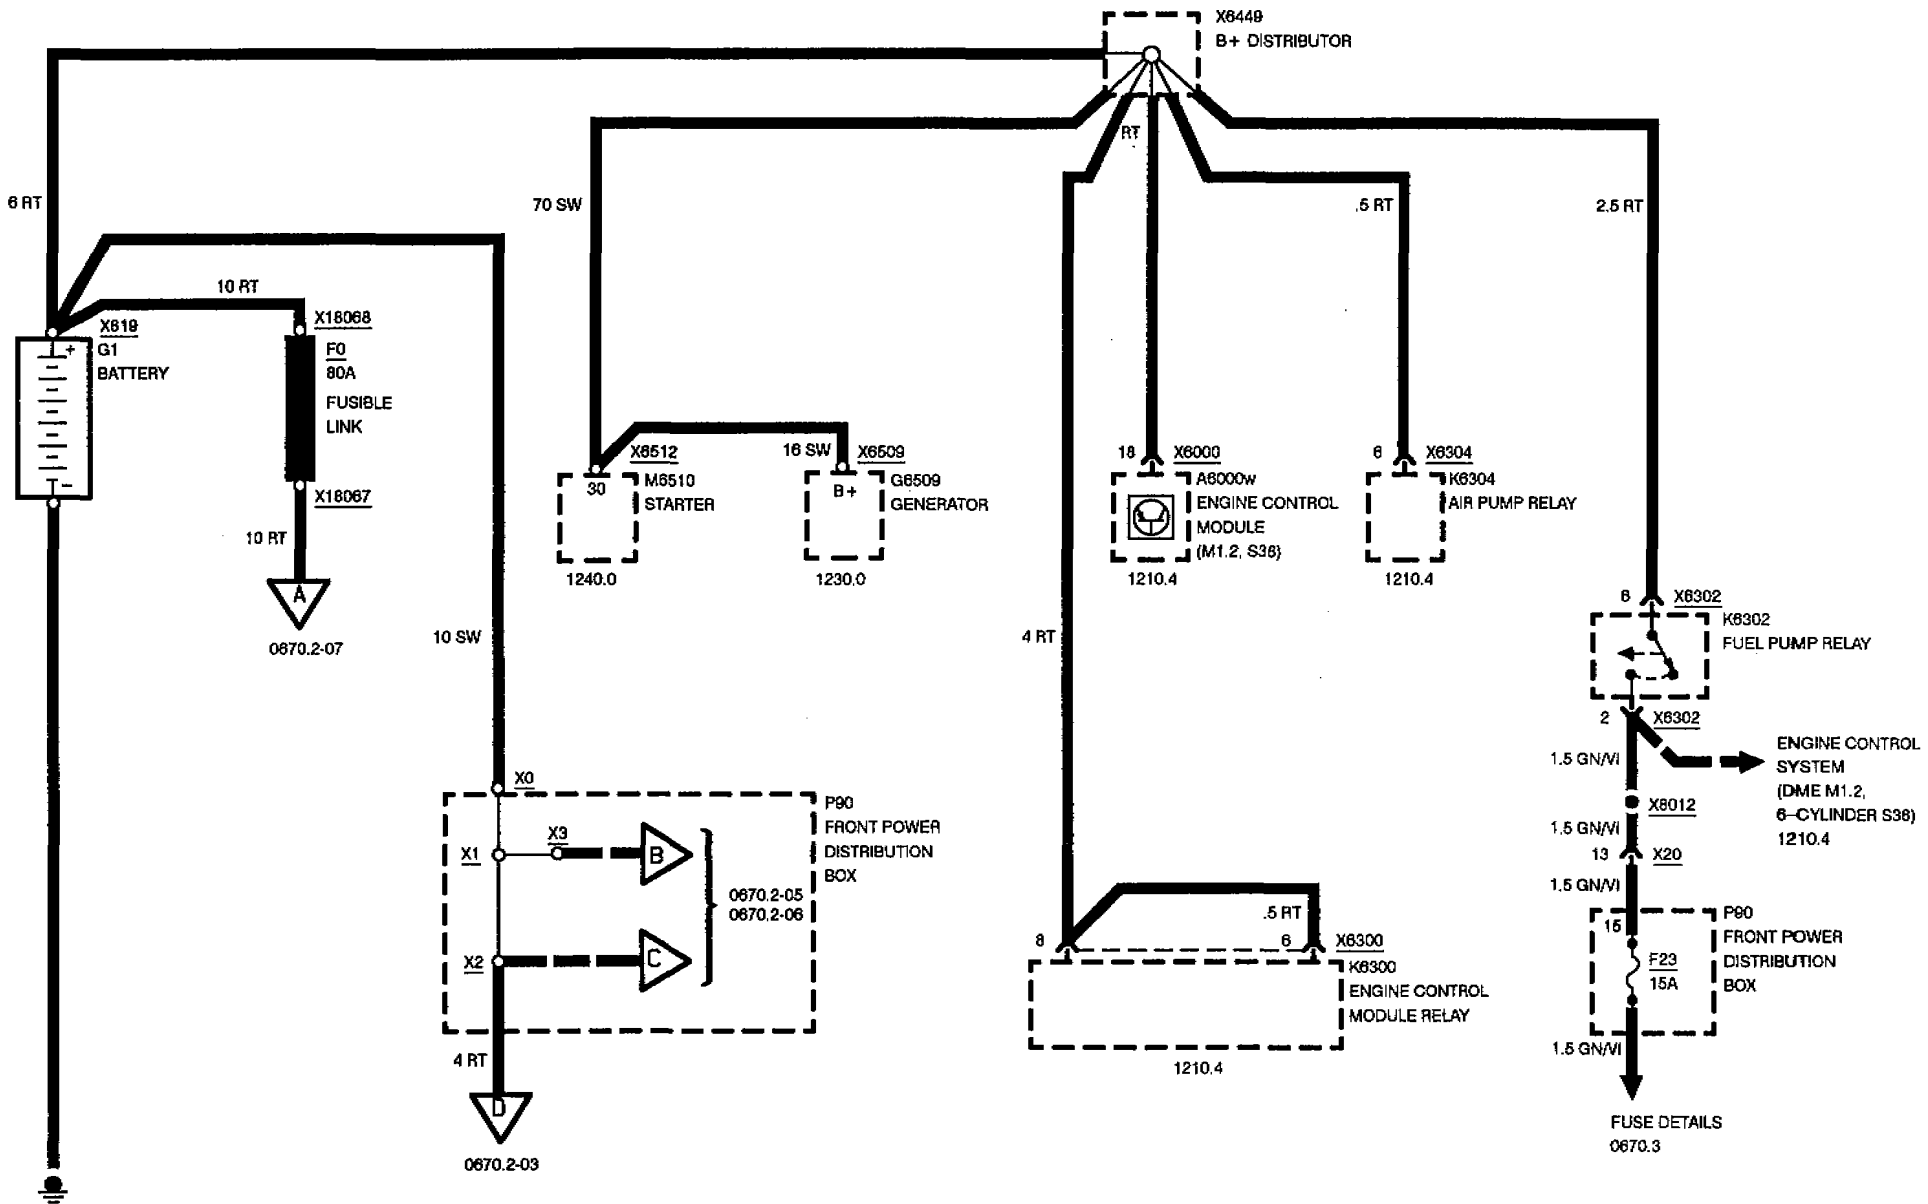 X6449
B+ DISTRIBUTOR
RT
6 RT
70 SW
.5 RT
2.5 RT
10 RT
X819
G1
BATTERY
+
-
X18068
F0
80A
FUSIBLE
LINK
X18067
10 RT
A
0670.2-07
10 SW
X6512
M6510
STARTER
30
1240.0
16 SW
X6509
G6509
GENERATOR
B+
1230.0
18
X6000
A6000w
ENGINE CONTROL
MODULE
(M1.2, S36)
1210.4
6
X6304
K6304
AIR PUMP RELAY
1210.4
4 RT
6
X6302
K6302
FUEL PUMP RELAY
2
X6302
1.5 GN/VI
ENGINE CONTROL
SYSTEM
(DME M1.2,
6-CYLINDER S36)
1210.4
X8012
1.5 GN/VI
13
X20
1.5 GN/VI
P90
FRONT POWER
DISTRIBUTION
BOX
15
F23
15A
1.5 GN/VI
FUSE DETAILS
0670.3
X0
P90
FRONT POWER
DISTRIBUTION
BOX
X1
X3
B
0670.2-05
0670.2-06
X2
C
4 RT
D
0670.2-03
.5 RT
8
6
X6300
K6300
ENGINE CONTROL
MODULE RELAY
1210.4